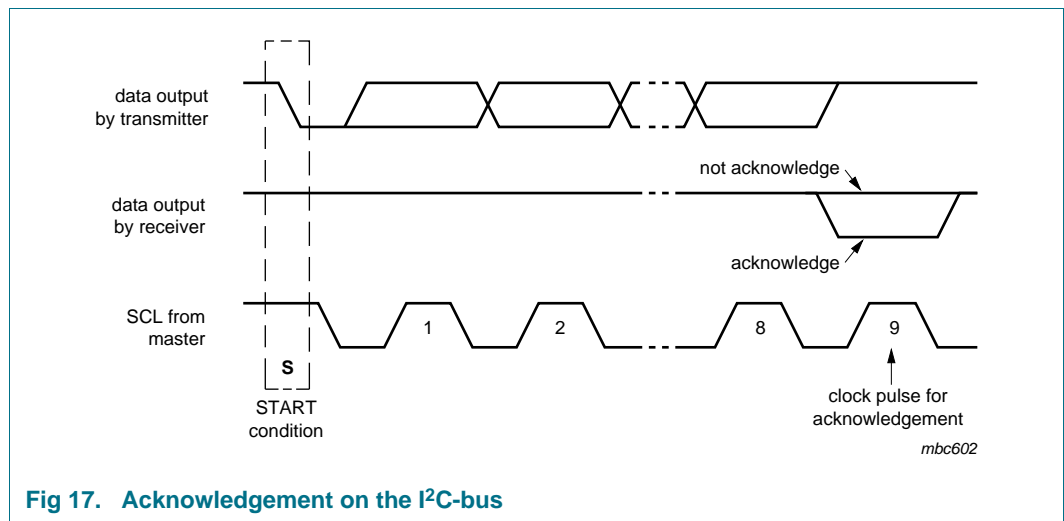 data output
by transmitter
not acknowledge
data output
by receiver
acknowledge
SCL from
master
1
2
8
9
S
START
condition
clock pulse for
acknowledgement
mbc602
Fig 17. Acknowledgement on the I²C-bus